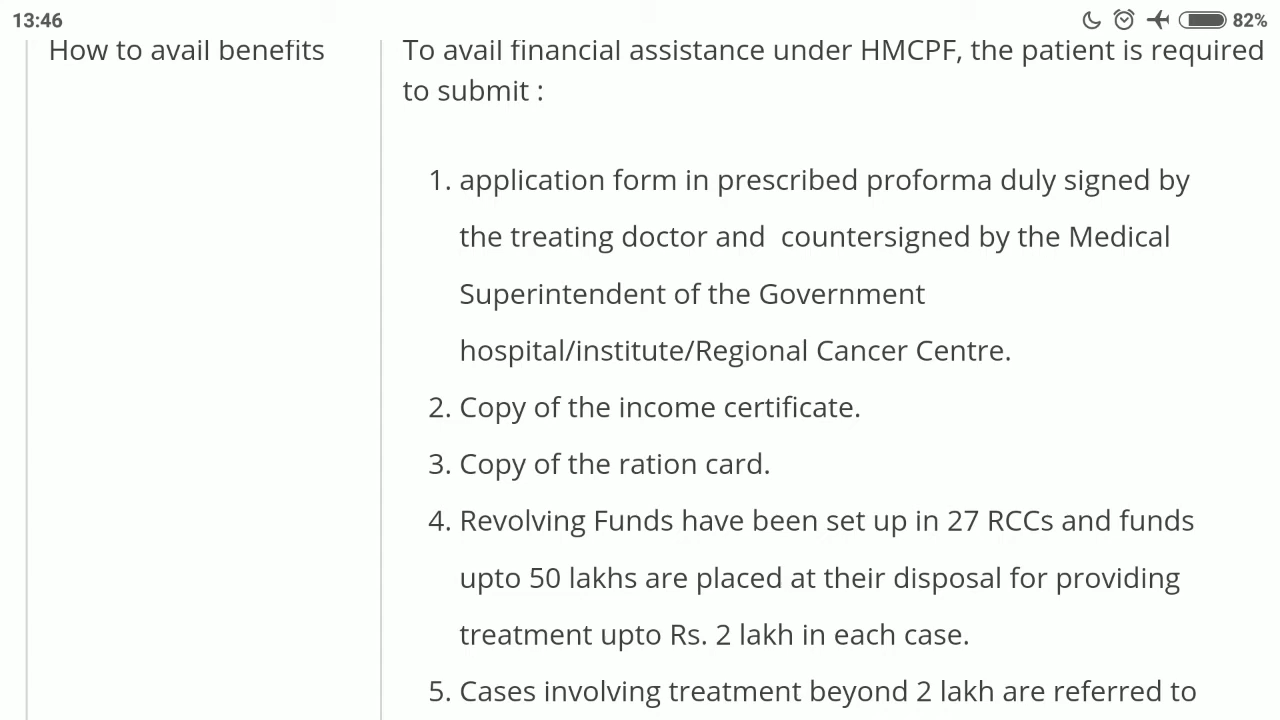 13:46
82%
How to avail benefits
To avail financial assistance under HMCPF, the patient is required
to submit :
1. application form in prescribed proforma duly signed by
the treating doctor and  countersigned by the Medical
Superintendent of the Government
hospital/institute/Regional Cancer Centre.
2. Copy of the income certificate.
3. Copy of the ration card.
4. Revolving Funds have been set up in 27 RCCs and funds
upto 50 lakhs are placed at their disposal for providing
treatment upto Rs. 2 lakh in each case.
5. Cases involving treatment beyond 2 lakh are referred to